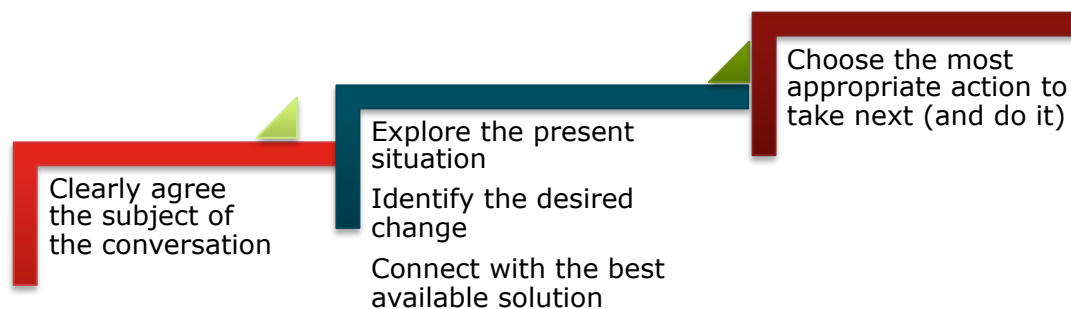 Clearly agree
the subject of
the conversation
Explore the present
situation
Identify the desired
change
Connect with the best
available solution
Choose the most
appropriate action to
take next (and do it)